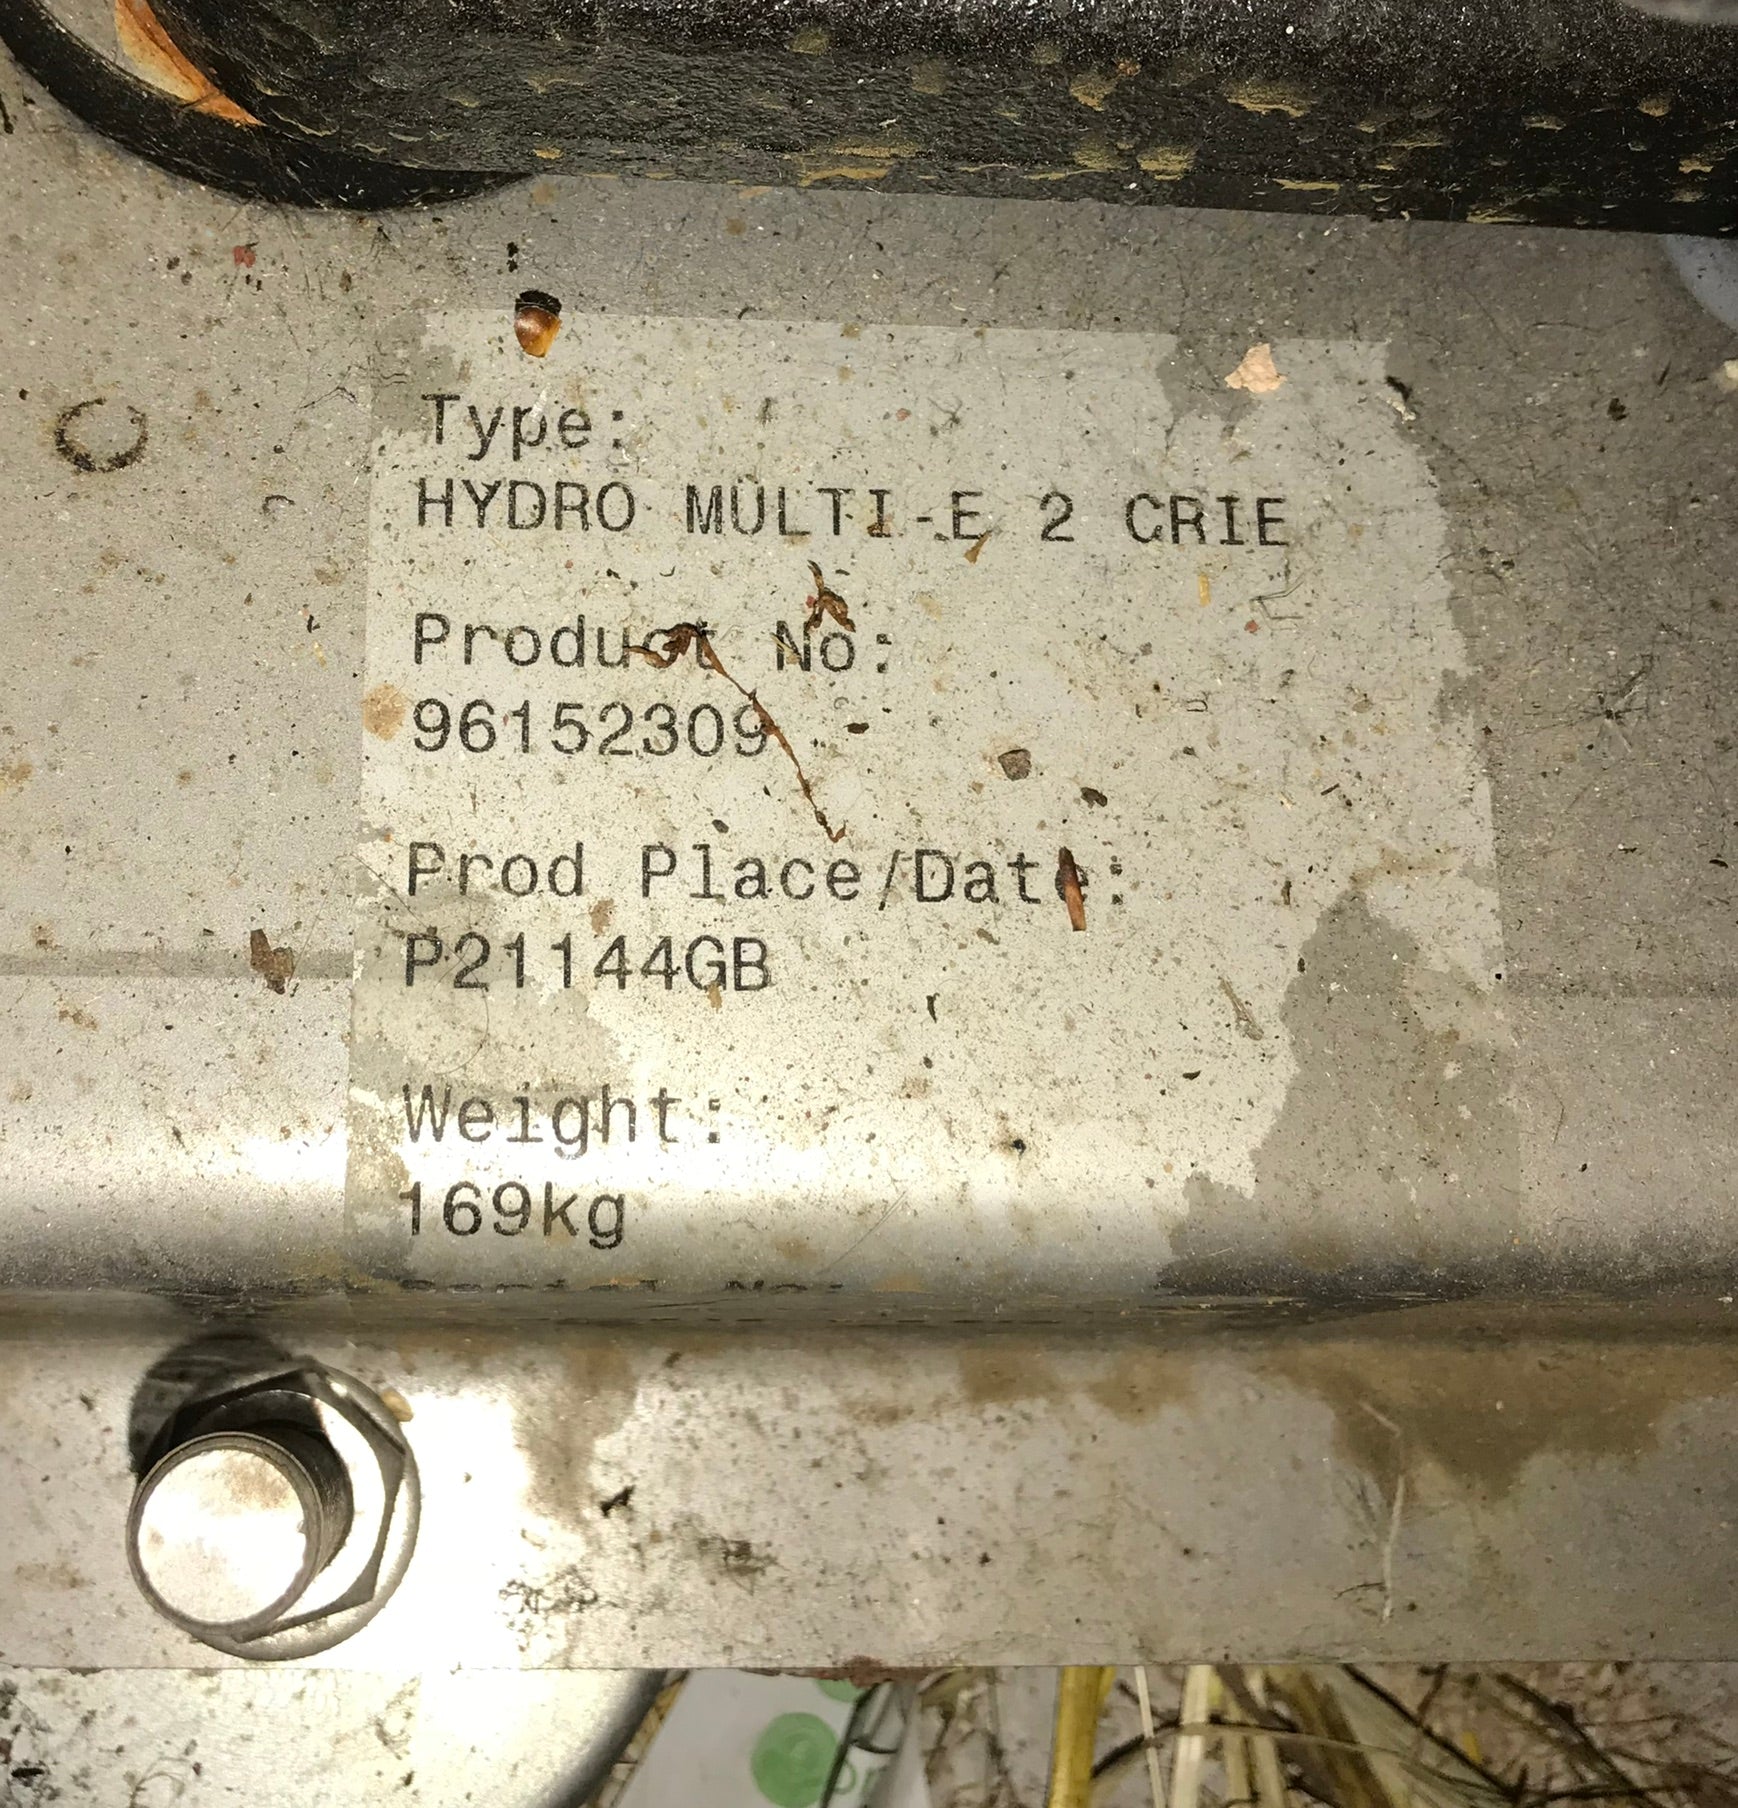 Type:
HYDRO MULTI-E 2 CRIE
Product No:
96152309
Prod Place/Date:
P21144GB
Weight:
169kg